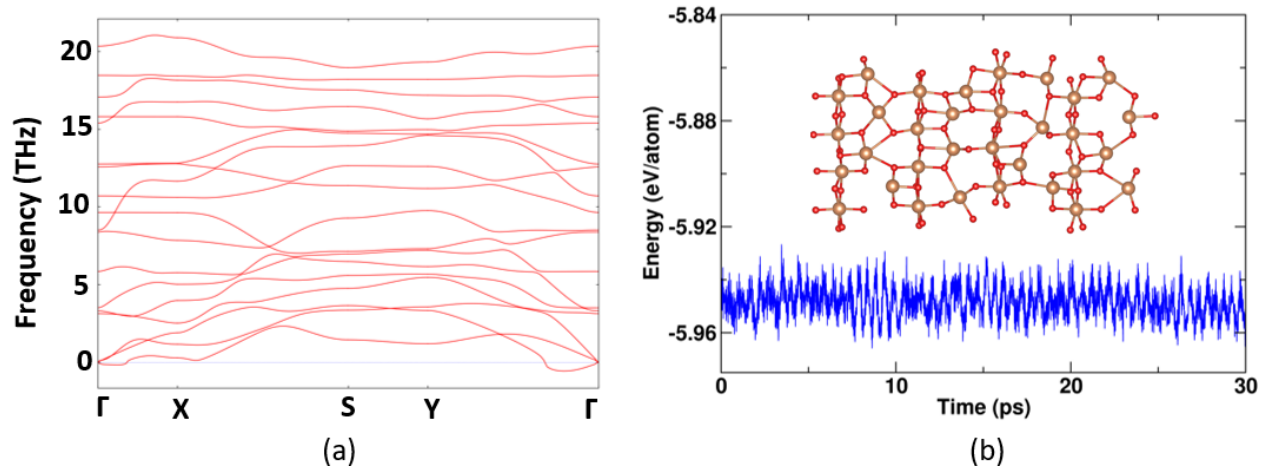 Frequency (THz)
20
15
10
5
0
Γ X S Y Γ
(a)
Energy (eV/atom)
-5.84
-5.88
-5.92
-5.96
0 10 20 30
Time (ps)
(b)